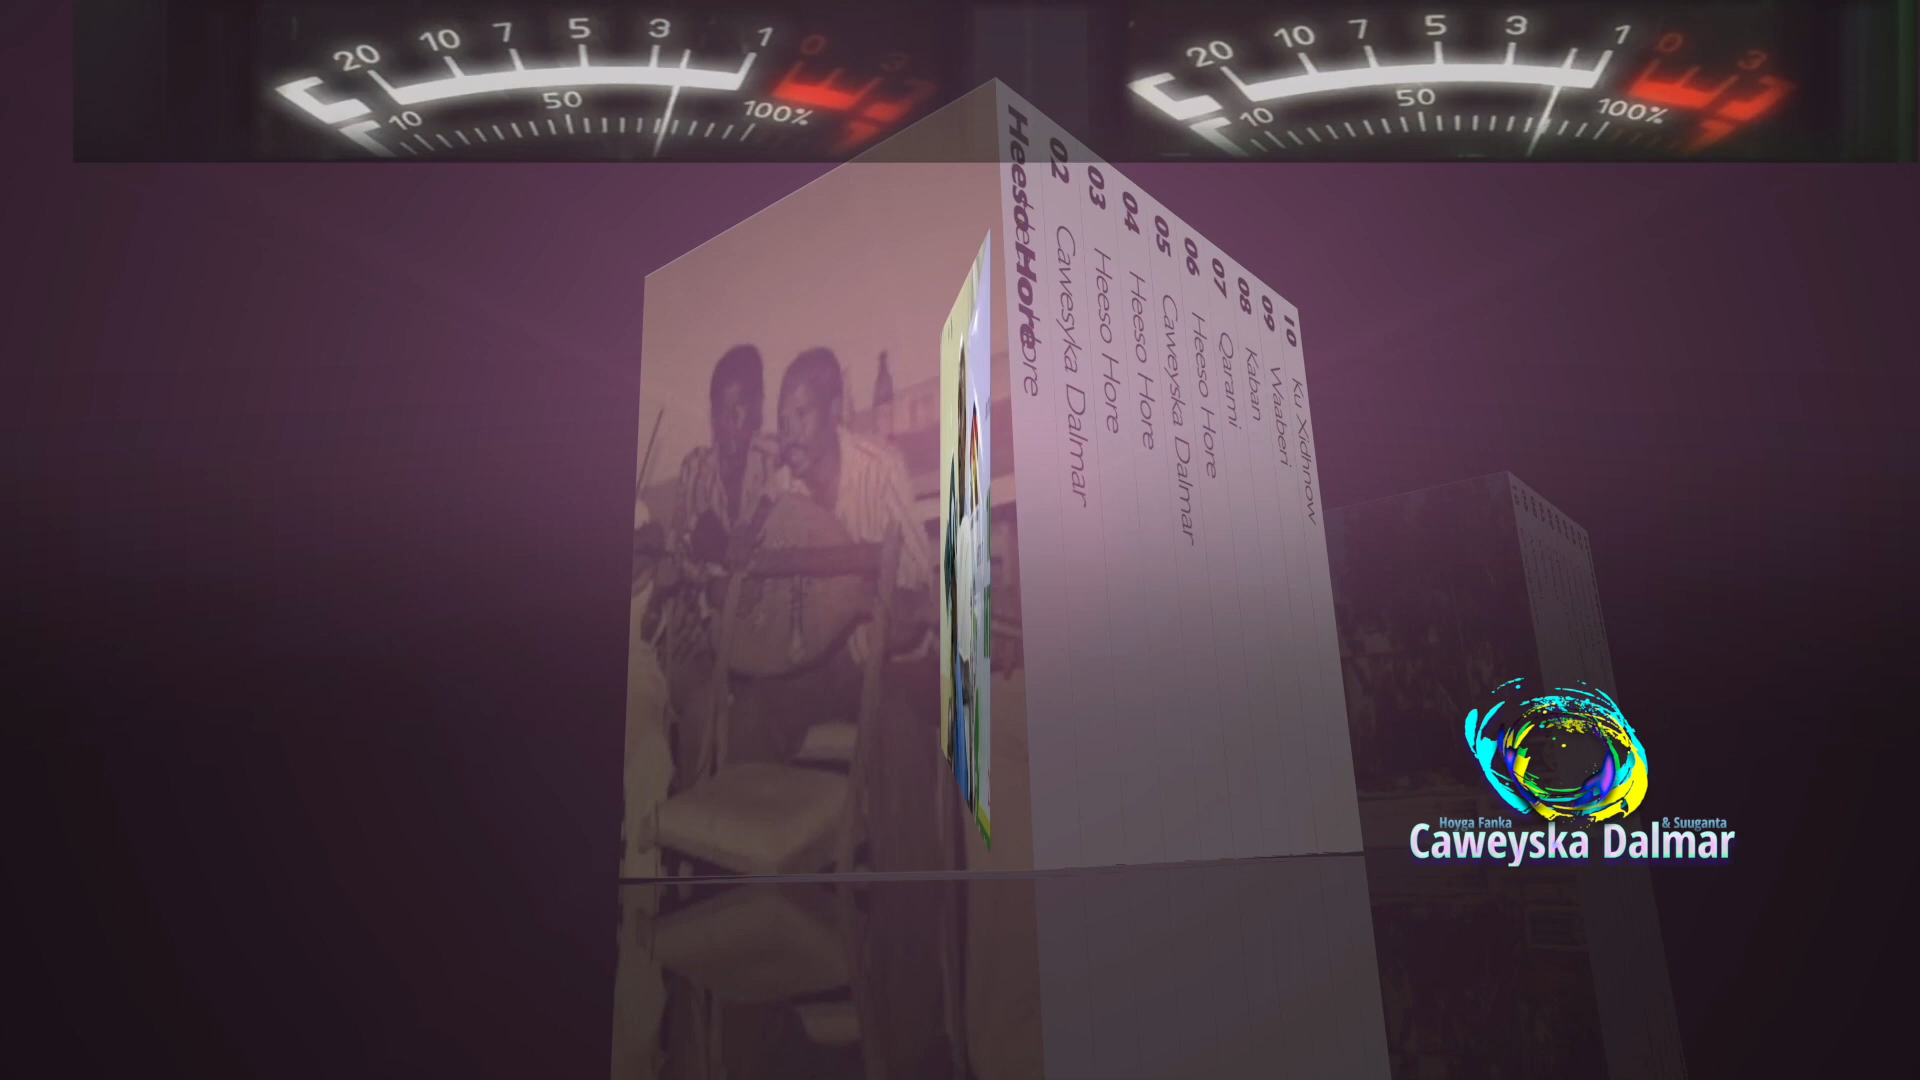 20 10 7 5 3 1 0 3
10 50 100%
20 10 7 5 3 1 0 3
10 50 100%
Heeso Hore
02 Cawesyka Dalmar
03 Heeso Hore
04 Heeso Hore
05 Caweyska Dalmar
06 Heeso Hore
07 Qarami
08 Kaban
09 Waaberi
10 Ku Xidhnow
Hoyga Fanka & Suuganta
Caweyska Dalmar